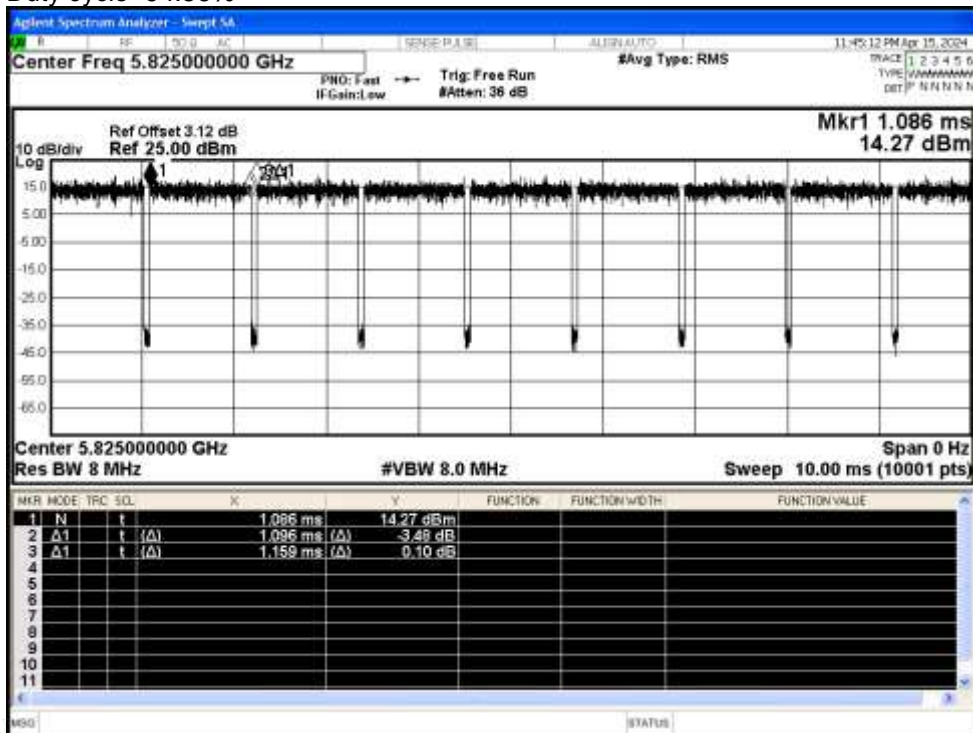 Agilent Spectrum Analyzer - Swept SA
RF 50 Ω AC SENSE:PULSE ALIGNAUTO 11:45:12 PM Apr 15, 2024
Center Freq 5.825000000 GHz #Avg Type: RMS TRACE 1 2 3 4 5 6
PNO: Fast Trig: Free Run TYPE
IFGain:Low #Atten: 36 dB DET P N N N N N
Mkr1 1.086 ms
Ref Offset 3.12 dB
10 dB/div Ref 25.00 dBm 14.27 dBm
Log
1
15.0
5.00
-5.00
-15.0
-25.0
-35.0
-45.0
-55.0
-65.0
Center 5.825000000 GHz Span 0 Hz
Res BW 8 MHz #VBW 8.0 MHz Sweep 10.00 ms (10001 pts)
MKR MODE TRC SCL X Y FUNCTION FUNCTION WIDTH FUNCTION VALUE
1 N t 1.086 ms 14.27 dBm
2 Δ1 t (Δ) 1.096 ms (Δ) -3.48 dB
3 Δ1 t (Δ) 1.159 ms (Δ) 0.10 dB
4
5
6
7
8
9
10
11
MSG STATUS